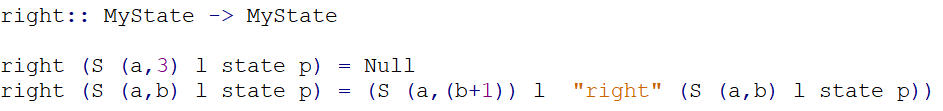 right:: MyState -> MyState
right (S (a,3) l state p) = Null
right (S (a,b) l state p) = (S (a,(b+1)) l  "right" (S (a,b) l state p))